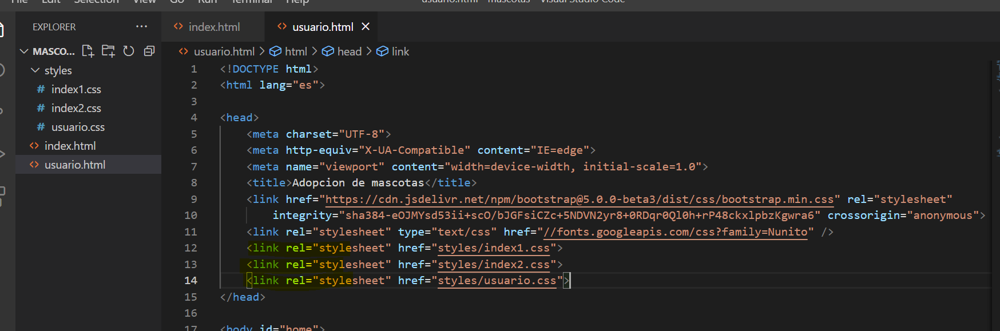 File Edit Selection View Go Run Terminal Help
usuario.html - mascotas - Visual Studio Code
EXPLORER ···
index.html
usuario.html
MASCO...
usuario.html > html > head > link
styles
index1.css
index2.css
usuario.css
index.html
usuario.html
1 <!DOCTYPE html>
2 <html lang="es">
3
4 <head>
5 <meta charset="UTF-8">
6 <meta http-equiv="X-UA-Compatible" content="IE=edge">
7 <meta name="viewport" content="width=device-width, initial-scale=1.0">
8 <title>Adopcion de mascotas</title>
9 <link href="https://cdn.jsdelivr.net/npm/bootstrap@5.0.0-beta3/dist/css/bootstrap.min.css" rel="stylesheet"
10 integrity="sha384-eOJMYsd53ii+scO/bJGFsiCZc+5NDVN2yr8+0RDqr0Ql0h+rP48ckxlpbzKgwra6" crossorigin="anonymous">
11 <link rel="stylesheet" type="text/css" href="//fonts.googleapis.com/css?family=Nunito" />
12 <link rel="stylesheet" href="styles/index1.css">
13 <link rel="stylesheet" href="styles/index2.css">
14 <link rel="stylesheet" href="styles/usuario.css">
15 </head>
16
17 <body id="home">